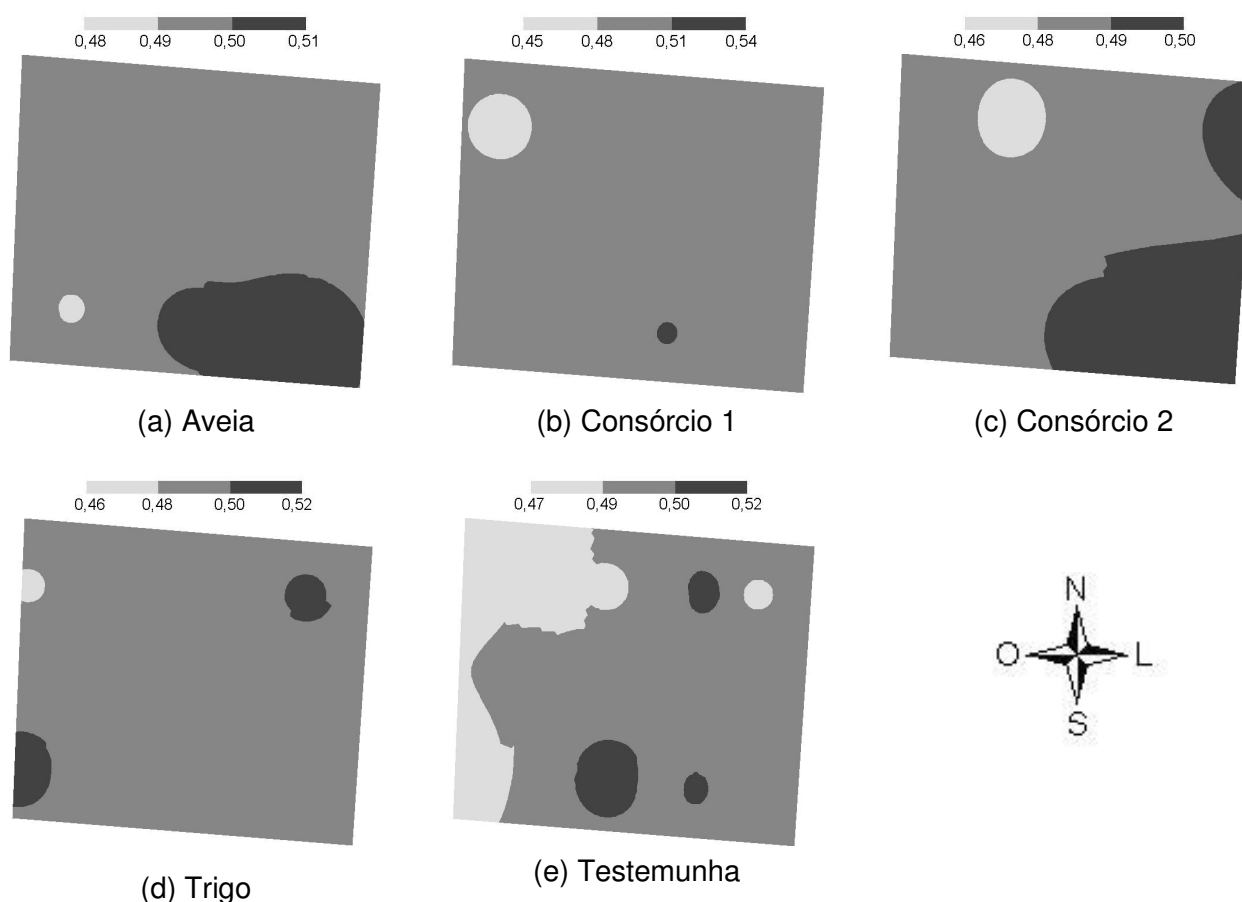 0,48 0,49 0,50 0,51
0,45 0,48 0,51 0,54
0,46 0,48 0,49 0,50
(a) Aveia
(b) Consórcio 1
(c) Consórcio 2
0,46 0,48 0,50 0,52
0,47 0,49 0,50 0,52
N
O L
S
(d) Trigo
(e) Testemunha